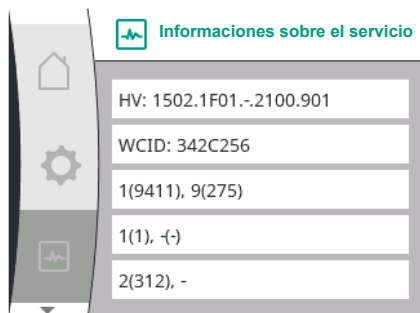 Informaciones sobre el servicio
HV: 1502.1F01.-.2100.901
WCID: 342C256
1(9411), 9(275)
1(1), -(-)
2(312), -